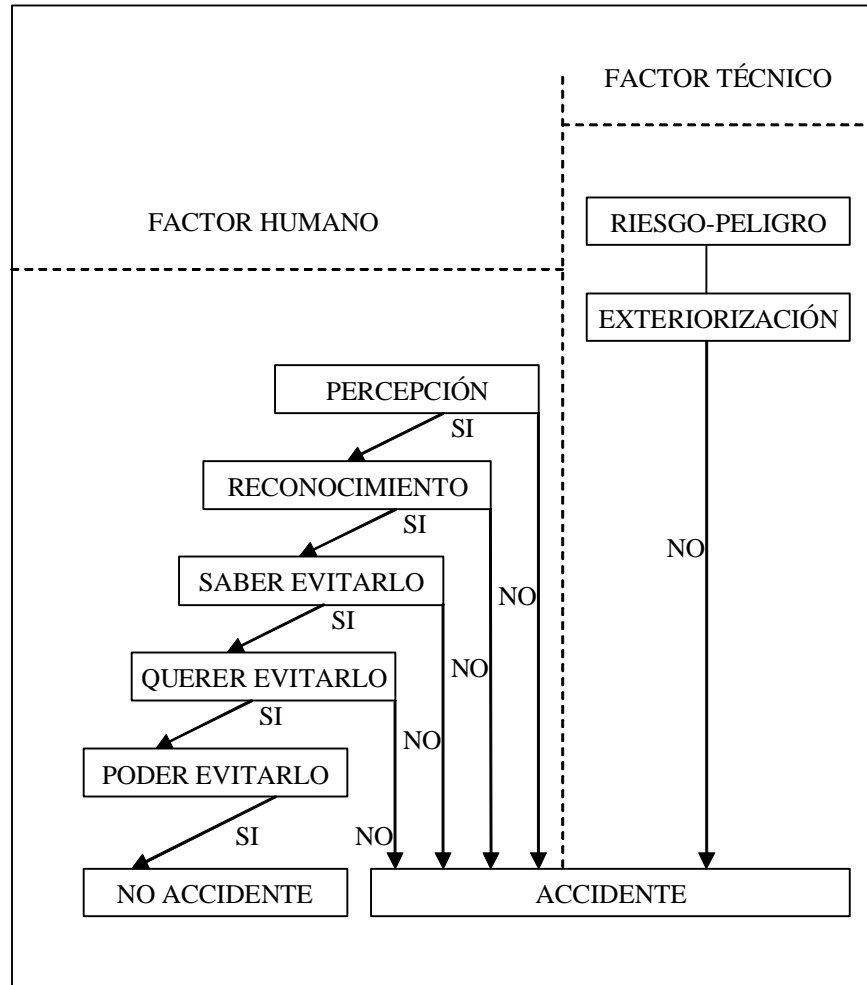 FACTOR TÉCNICO
FACTOR HUMANO
RIESGO-PELIGRO
EXTERIORIZACIÓN
PERCEPCIÓN
SI
RECONOCIMIENTO
SI
NO
SABER EVITARLO
NO
SI
QUERER EVITARLO
NO
SI
NO
PODER EVITARLO
SI
NO
NO ACCIDENTE
ACCIDENTE